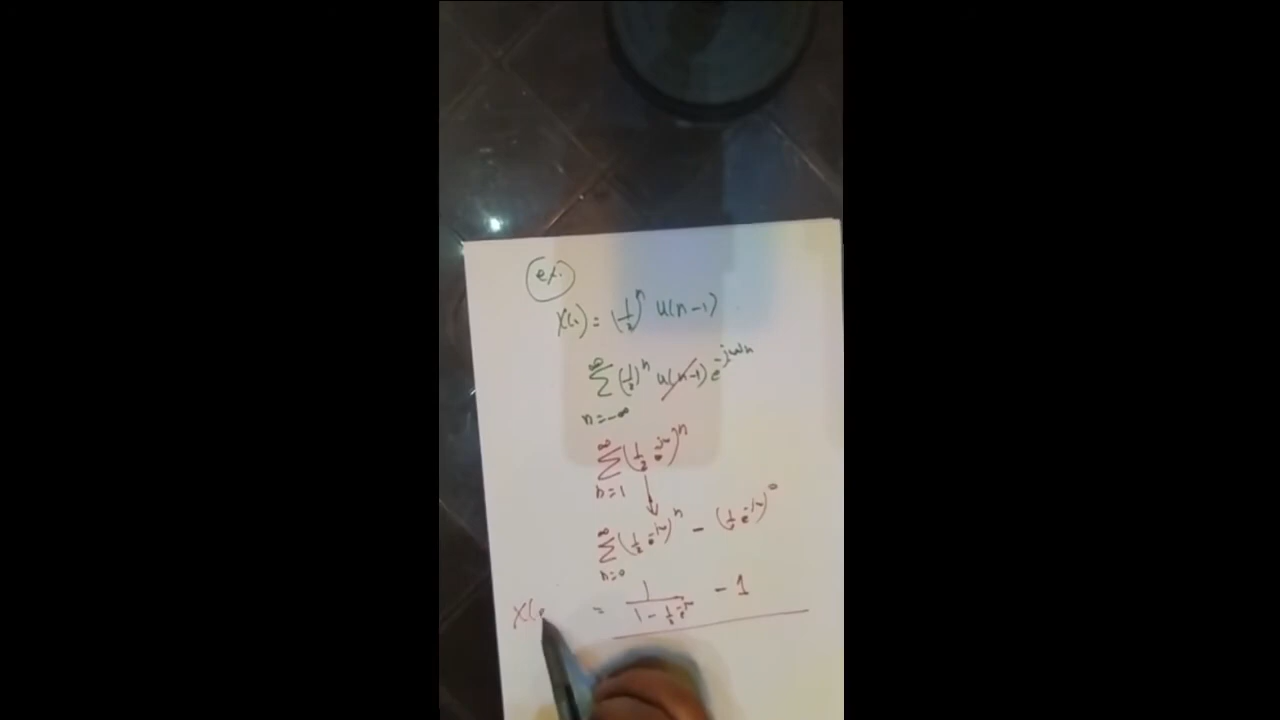 ex.
X(n) = (1/2)^n u(n-1)
∑_{n=-∞}^{∞} (1/2)^n u(n-1) e^{-jωn}
∑_{n=1}^{∞} (1/2 e^{-jω})^n
∑_{n=0}^{∞} (1/2 e^{-jω})^n - (1/2 e^{-jω})^0
X(e = 1/(1 - 1/2 e^{-jω}) - 1